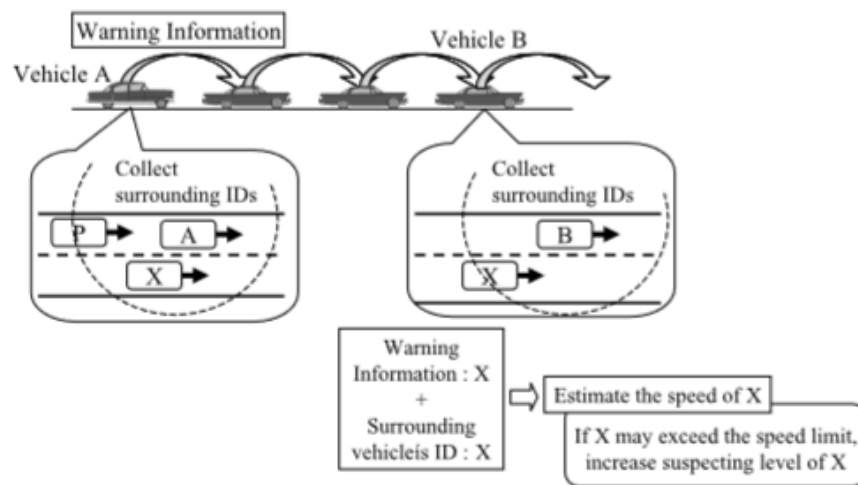 Warning Information
Vehicle B
Vehicle A
Collect
surrounding IDs
P
A
X
Collect
surrounding IDs
B
X
Warning
Information : X
+
Surrounding
vehicleís ID : X
Estimate the speed of X
If X may exceed the speed limit,
increase suspecting level of X